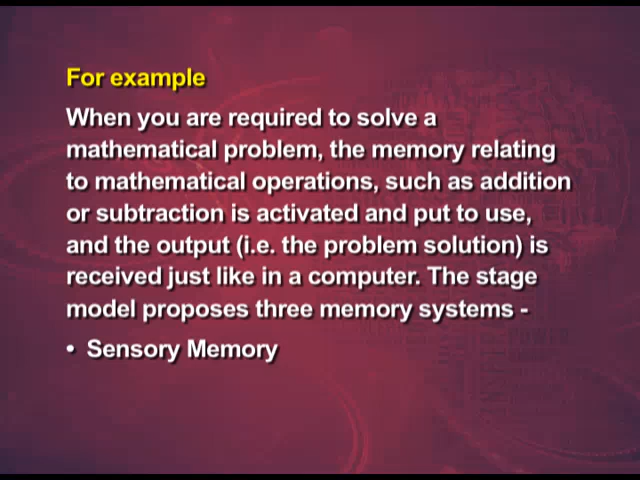 For example
When you are required to solve a
mathematical problem, the memory relating
to mathematical operations, such as addition
or subtraction is activated and put to use,
and the output (i.e. the problem solution) is
received just like in a computer. The stage
model proposes three memory systems -
• Sensory Memory